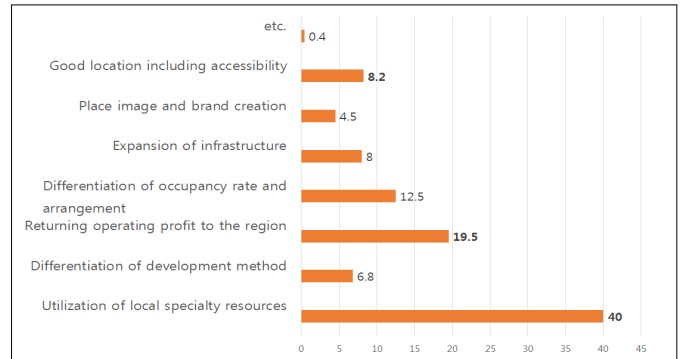 etc.
0.4
Good location including accessibility
8.2
Place image and brand creation
4.5
Expansion of infrastructure
8
Differentiation of occupancy rate and
arrangement
12.5
Returning operating profit to the region
19.5
Differentiation of development method
6.8
Utilization of local specialty resources
40
0 5 10 15 20 25 30 35 40 45